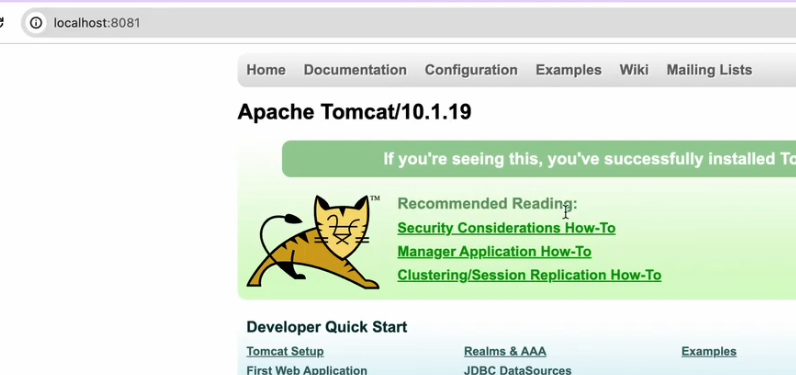 localhost:8081
Home Documentation Configuration Examples Wiki Mailing Lists
Apache Tomcat/10.1.19
If you're seeing this, you've successfully installed To
TM
Recommended Reading:
Security Considerations How-To
Manager Application How-To
Clustering/Session Replication How-To
Developer Quick Start
Tomcat Setup Realms & AAA Examples
First Web Application JDBC DataSources